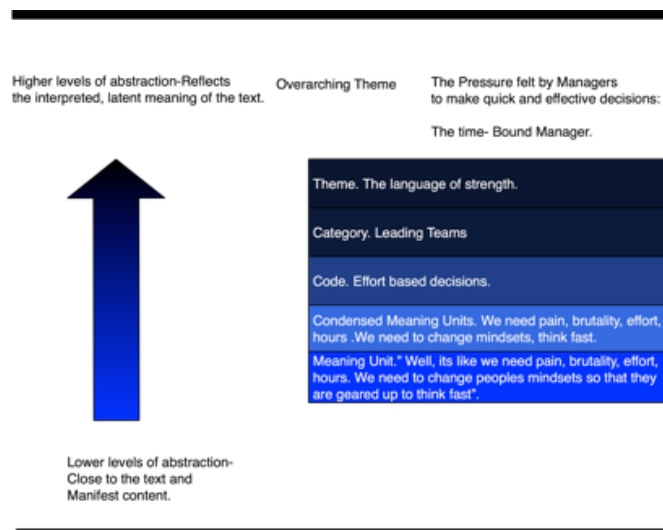 Higher levels of abstraction-Reflects
the interpreted, latent meaning of the text.
Overarching Theme
The Pressure felt by Managers
to make quick and effective decisions:
The time- Bound Manager.
Theme. The language of strength.
Category. Leading Teams
Code. Effort based decisions.
Condensed Meaning Units. We need pain, brutality, effort,
hours .We need to change mindsets, think fast.
Meaning Unit." Well, its like we need pain, brutality, effort,
hours. We need to change peoples mindsets so that they
are geared up to think fast".
Lower levels of abstraction-
Close to the text and
Manifest content.